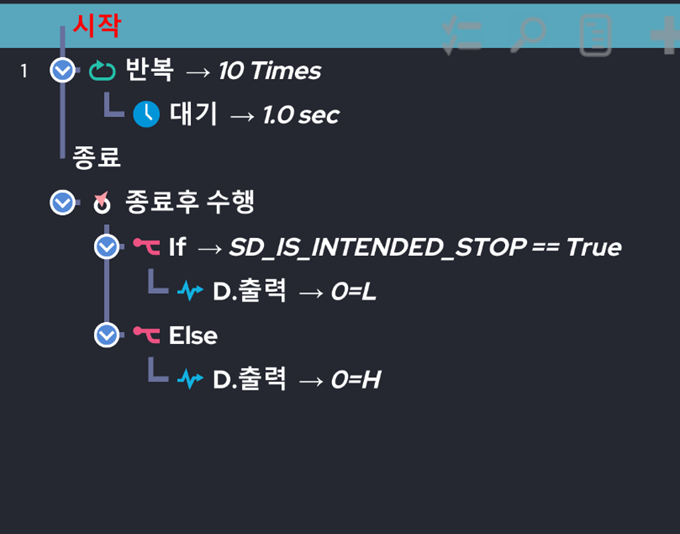 시작
1 반복 → 10 Times
대기 → 1.0 sec
종료
종료후 수행
If → SD_IS_INTENDED_STOP == True
D.출력 → 0=L
Else
D.출력 → 0=H